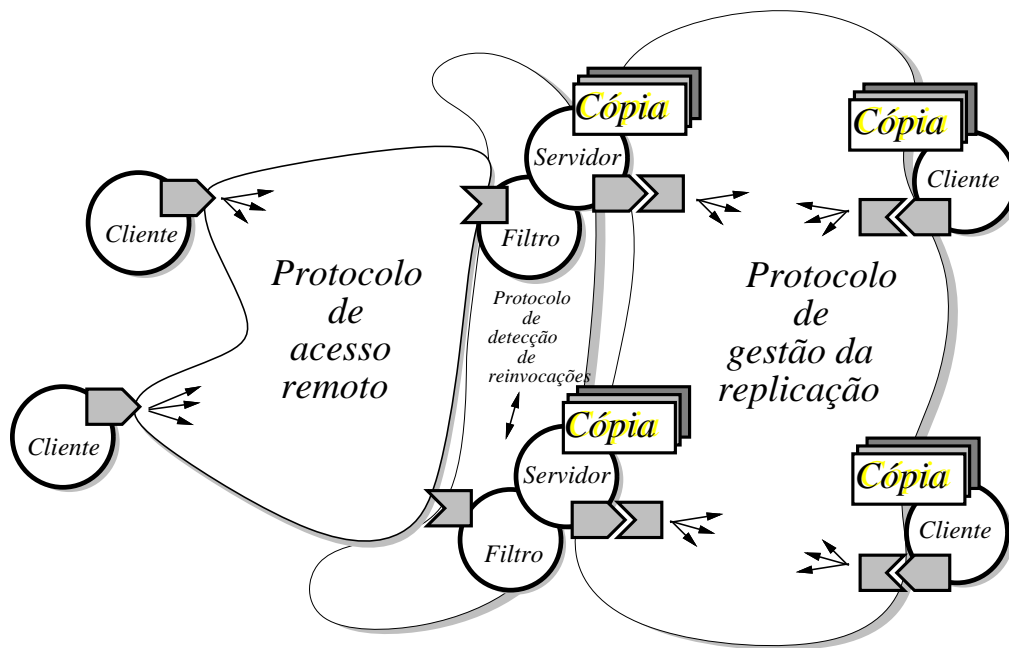 Cópia
Servidor
Filtro
Cliente
Protocolo
de
acesso
remoto
Protocolo
de
detecção
de
reinvocações
Protocolo
de
gestão da
replicação
Cópia
Cliente
Cliente
Cópia
Servidor
Filtro
Cópia
Cliente